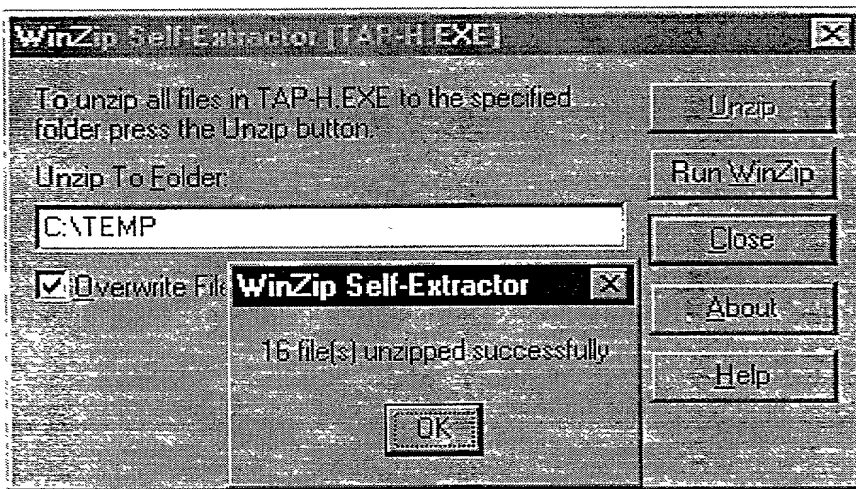 WinZip Self-Extractor [TAP-H.EXE]
To unzip all files in TAP-H.EXE to the specified
folder press the Unzip button.
Unzip To Folder:
C:\TEMP
Overwrite File
Unzip
Run WinZip
Close
About
Help
WinZip Self-Extractor
16 file(s) unzipped successfully
OK